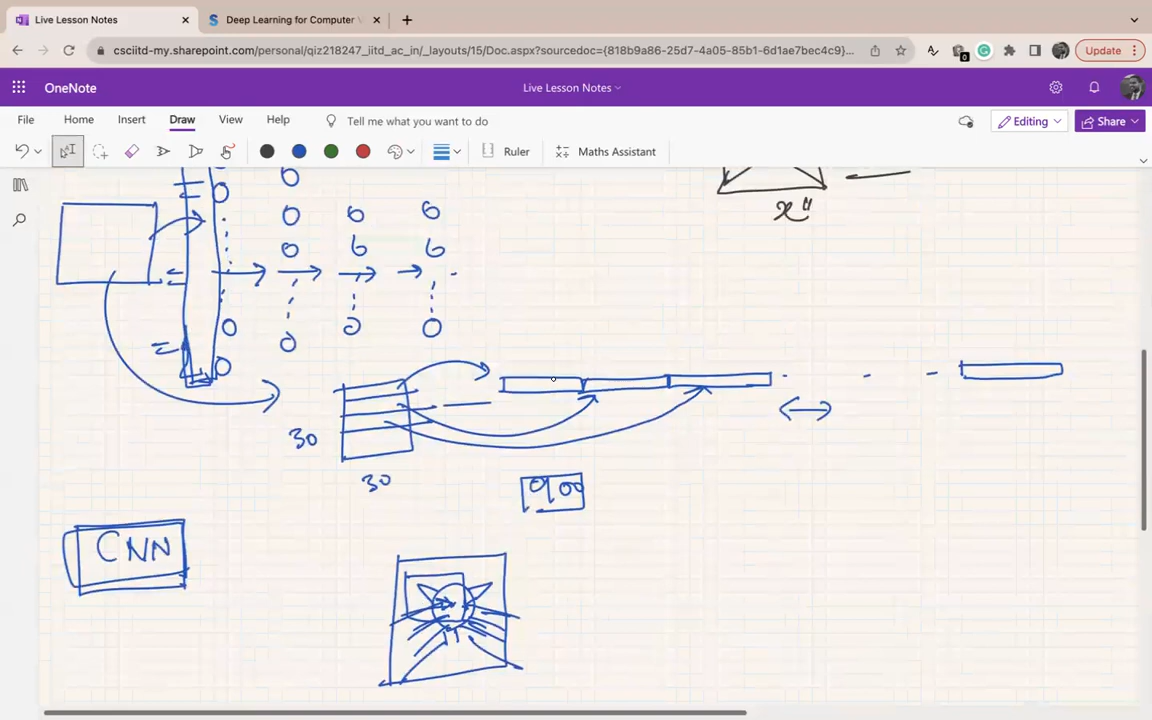 Live Lesson Notes
Deep Learning for Computer
csciitd-my.sharepoint.com/personal/qiz218247_iitd_ac_in/_layouts/15/Doc.aspx?sourcedoc={818b9a86-25d7-4a05-85b1-6d1ae7bec4c9}...
0
Update
OneNote
Live Lesson Notes
File Home Insert Draw View Help Tell me what you want to do
Editing
Share
Ruler
Maths Assistant
x"
30
30
900
CNN